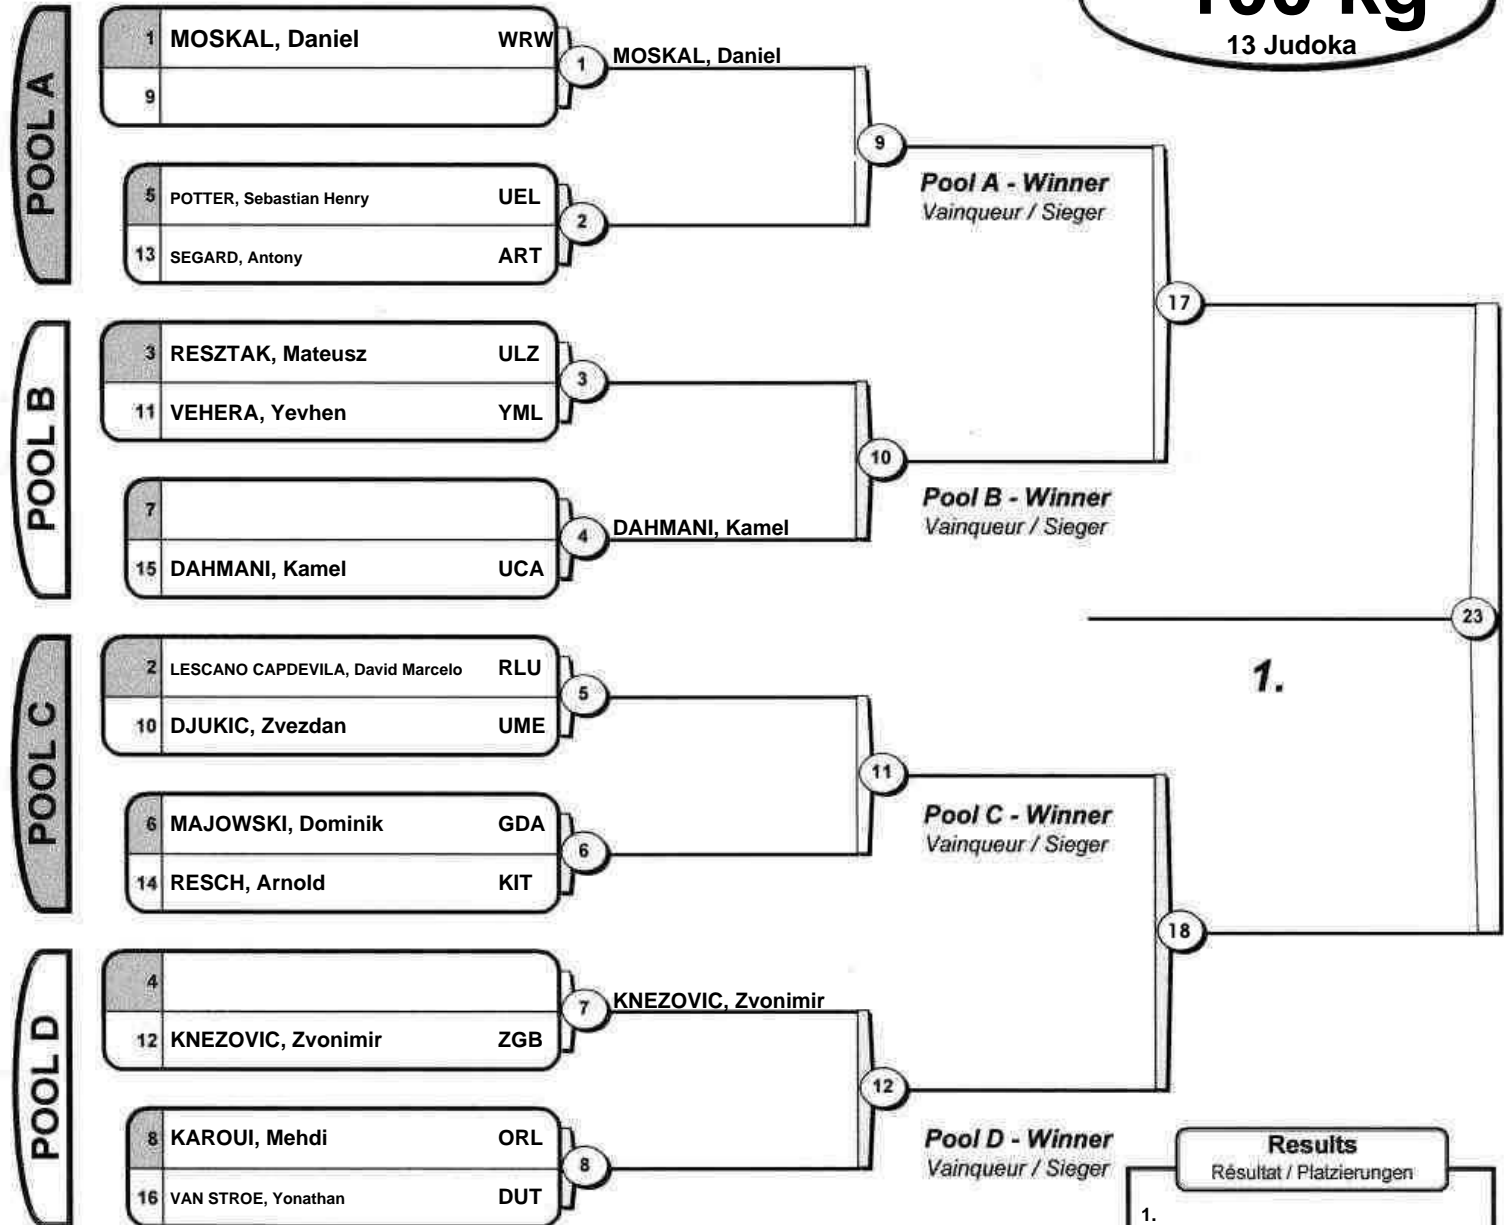 100 kg
13 Judoka
POOL A
1 MOSKAL, Daniel WRW
9
1 MOSKAL, Daniel
5 POTTER, Sebastian Henry UEL
13 SEGARD, Antony ART
2
9
Pool A - Winner
Vainqueur / Sieger
POOL B
3 RESZTAK, Mateusz ULZ
11 VEHERA, Yevhen YML
3
7
15 DAHMANI, Kamel UCA
4 DAHMANI, Kamel
10
Pool B - Winner
Vainqueur / Sieger
17
POOL C
2 LESCANO CAPDEVILA, David Marcelo RLU
10 DJUKIC, Zvezdan UME
5
6 MAJOWSKI, Dominik GDA
14 RESCH, Arnold KIT
6
11
Pool C - Winner
Vainqueur / Sieger
23
1.
POOL D
4
12 KNEZOVIC, Zvonimir ZGB
7 KNEZOVIC, Zvonimir
8 KAROUI, Mehdi ORL
16 VAN STROE, Yonathan DUT
8
12
Pool D - Winner
Vainqueur / Sieger
18
Results
Résultat / Platzierungen
1.